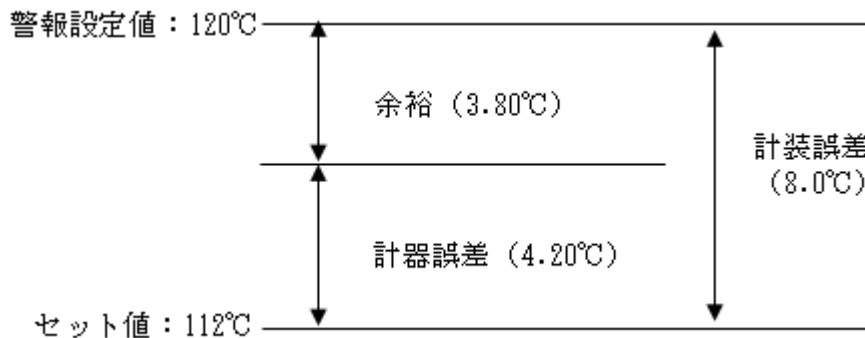 警報設定値：120℃
余裕（3.80℃）
計装誤差
（8.0℃）
計器誤差（4.20℃）
セット値：112℃